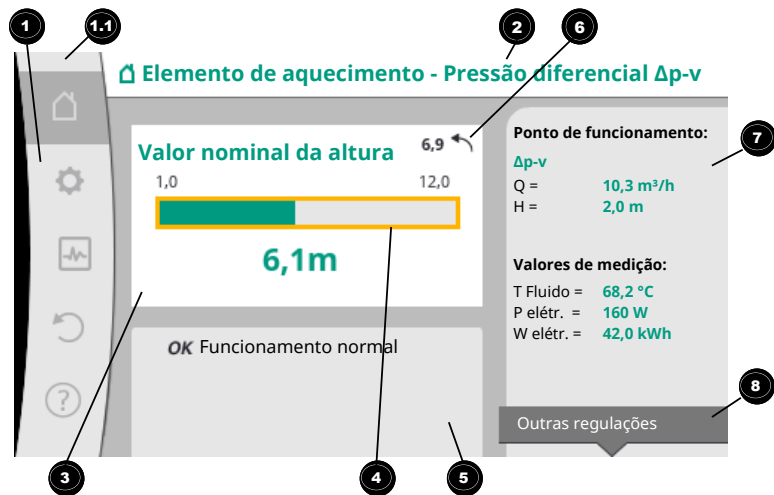 1
1.1
2
6
Elemento de aquecimento - Pressão diferencial Δp-v
Valor nominal da altura
6,9
1,0
12,0
6,1m
OK Funcionamento normal
Ponto de funcionamento:
7
Δp-v
Q = 10,3 m³/h
H = 2,0 m
Valores de medição:
T Fluido = 68,2 °C
P elétr. = 160 W
W elétr. = 42,0 kWh
8
Outras regulações
?
3
4
5